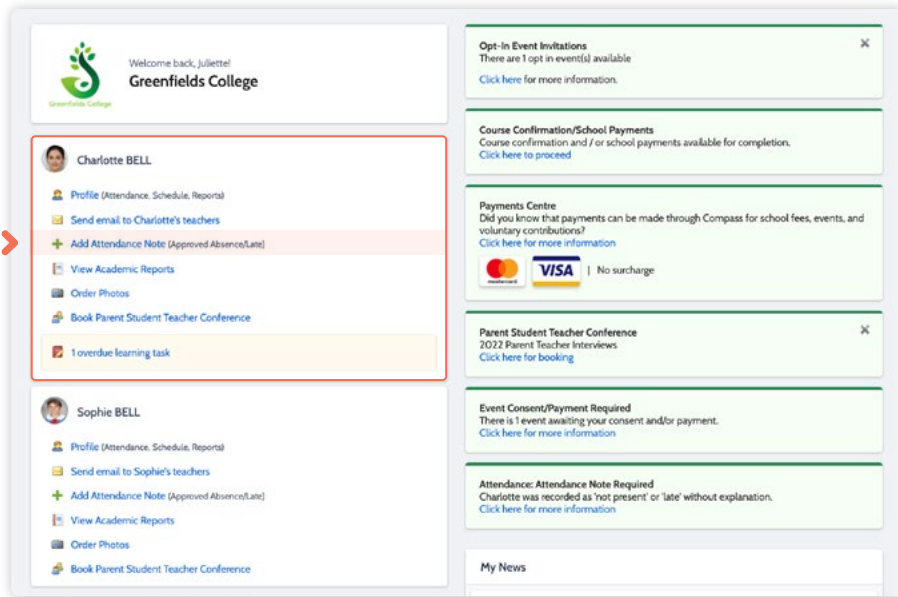 Welcome back, Juliette!
Greenfields College
Greenfields College
Charlotte BELL
Profile (Attendance, Schedule, Reports)
Send email to Charlotte's teachers
Add Attendance Note (Approved Absence/Late)
View Academic Reports
Order Photos
Book Parent Student Teacher Conference
1 overdue learning task
Sophie BELL
Profile (Attendance, Schedule, Reports)
Send email to Sophie's teachers
Add Attendance Note (Approved Absence/Late)
View Academic Reports
Order Photos
Book Parent Student Teacher Conference
Opt-In Event Invitations
There are 1 opt in event(s) available
Click here for more information.
Course Confirmation/School Payments
Course confirmation and / or school payments available for completion.
Click here to proceed
Payments Centre
Did you know that payments can be made through Compass for school fees, events, and
voluntary contributions?
Click here for more information
mastercard VISA | No surcharge
Parent Student Teacher Conference
2022 Parent Teacher Interviews
Click here for booking
Event Consent/Payment Required
There is 1 event awaiting your consent and/or payment.
Click here for more information
Attendance: Attendance Note Required
Charlotte was recorded as 'not present' or 'late' without explanation.
Click here for more information
My News